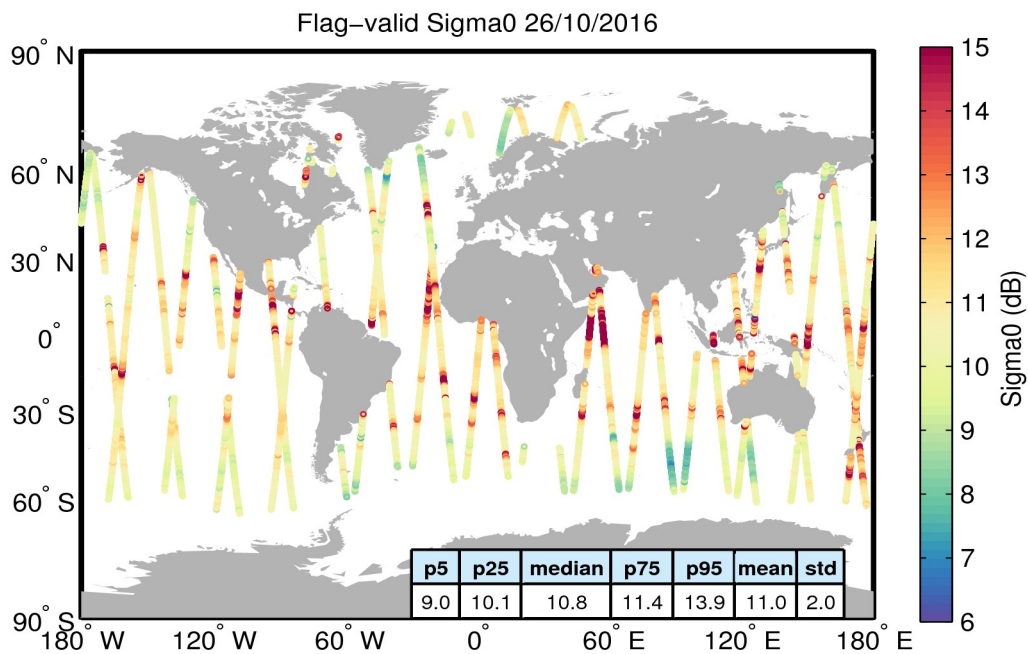 Flag−valid Sigma0 26/10/2016
90° N
60° N
30° N
0°
30° S
60° S
90° S
180° W
120° W
60° W
0°
60° E
120° E
180° E
p5 p25 median p75 p95 mean std
9.0 10.1 10.8 11.4 13.9 11.0 2.0
15
14
13
12
11
10
9
8
7
6
Sigma0 (dB)